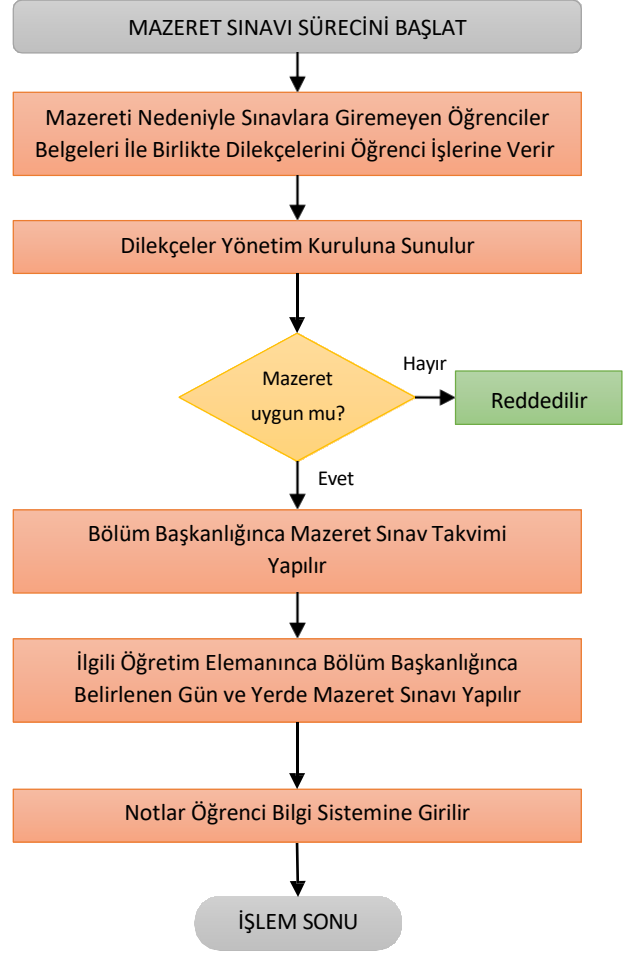 MAZERET SINAVI SÜRECİNİ BAŞLAT
Mazereti Nedeniyle Sınavlara Giremeyen Öğrenciler
Belgeleri İle Birlikte Dilekçelerini Öğrenci İşlerine Verir
Dilekçeler Yönetim Kuruluna Sunulur
Mazeret
uygun mu?
Hayır
Reddedilir
Evet
Bölüm Başkanlığınca Mazeret Sınav Takvimi
Yapılır
İlgili Öğretim Elemanınca Bölüm Başkanlığınca
Belirlenen Gün ve Yerde Mazeret Sınavı Yapılır
Notlar Öğrenci Bilgi Sistemine Girilir
İŞLEM SONU